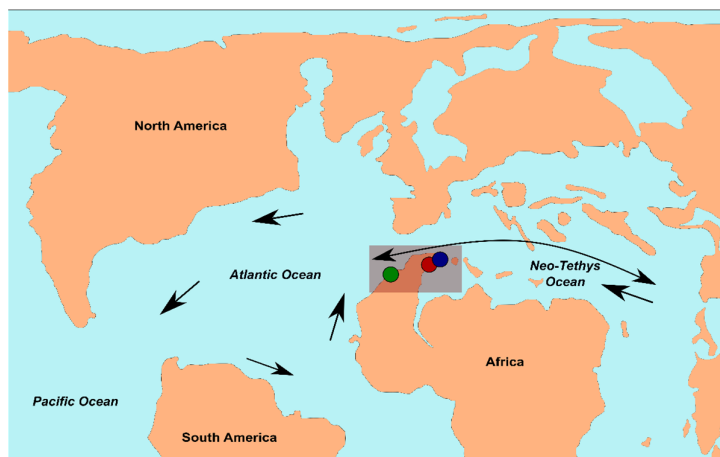 North America
Atlantic Ocean
Neo-Tethys
Ocean
Africa
Pacific Ocean
South America